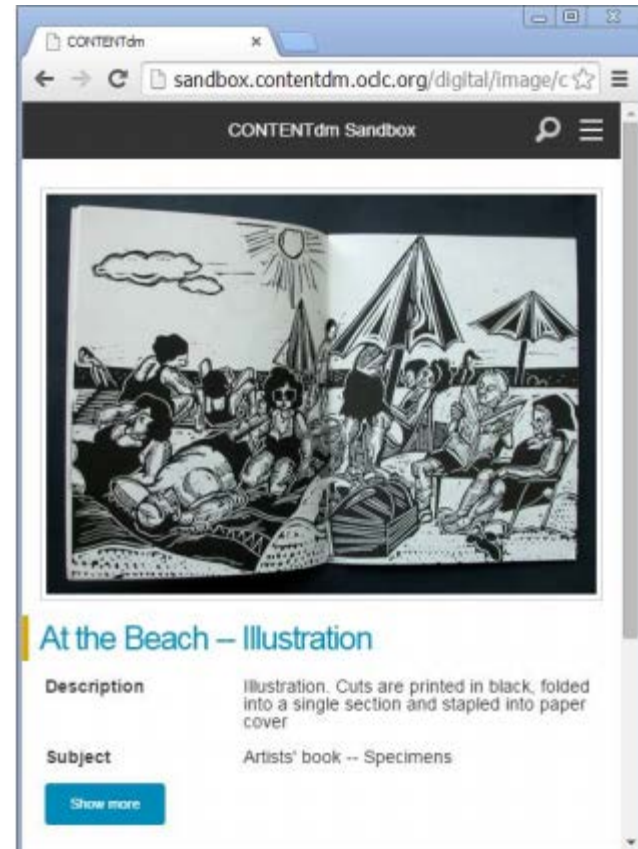 CONTENTdm
sandbox.contentdm.oclc.org/digital/image/c
CONTENTdm Sandbox
At the Beach – Illustration
Description
Illustration. Cuts are printed in black, folded
into a single section and stapled into paper
cover
Subject
Artists' book -- Specimens
Show more